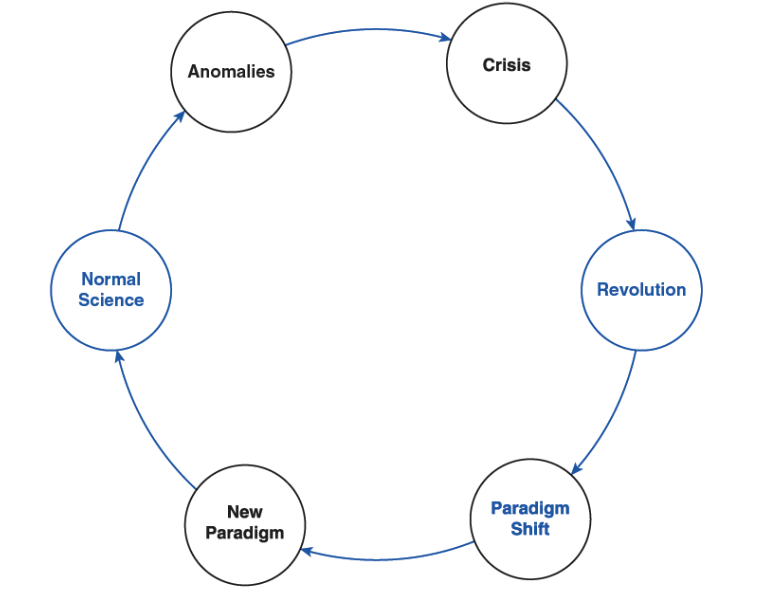 Anomalies
Crisis
Normal
Science
Revolution
New
Paradigm
Paradigm
Shift